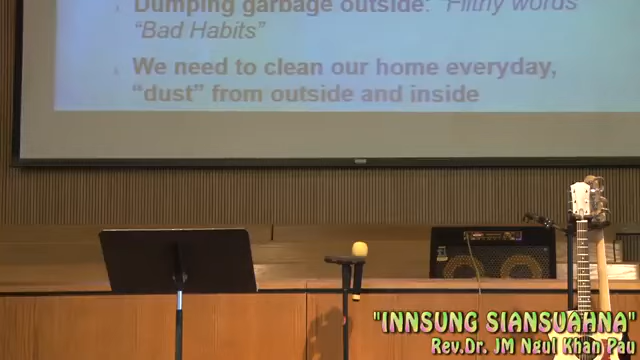 Dumping garbage outside: "Filthy words"
"Bad Habits"
We need to clean our home everyday,
"dust" from outside and inside
"INNSUNG SIANSUAHNA"
Rev.Dr. JM Ngul Khan Pau